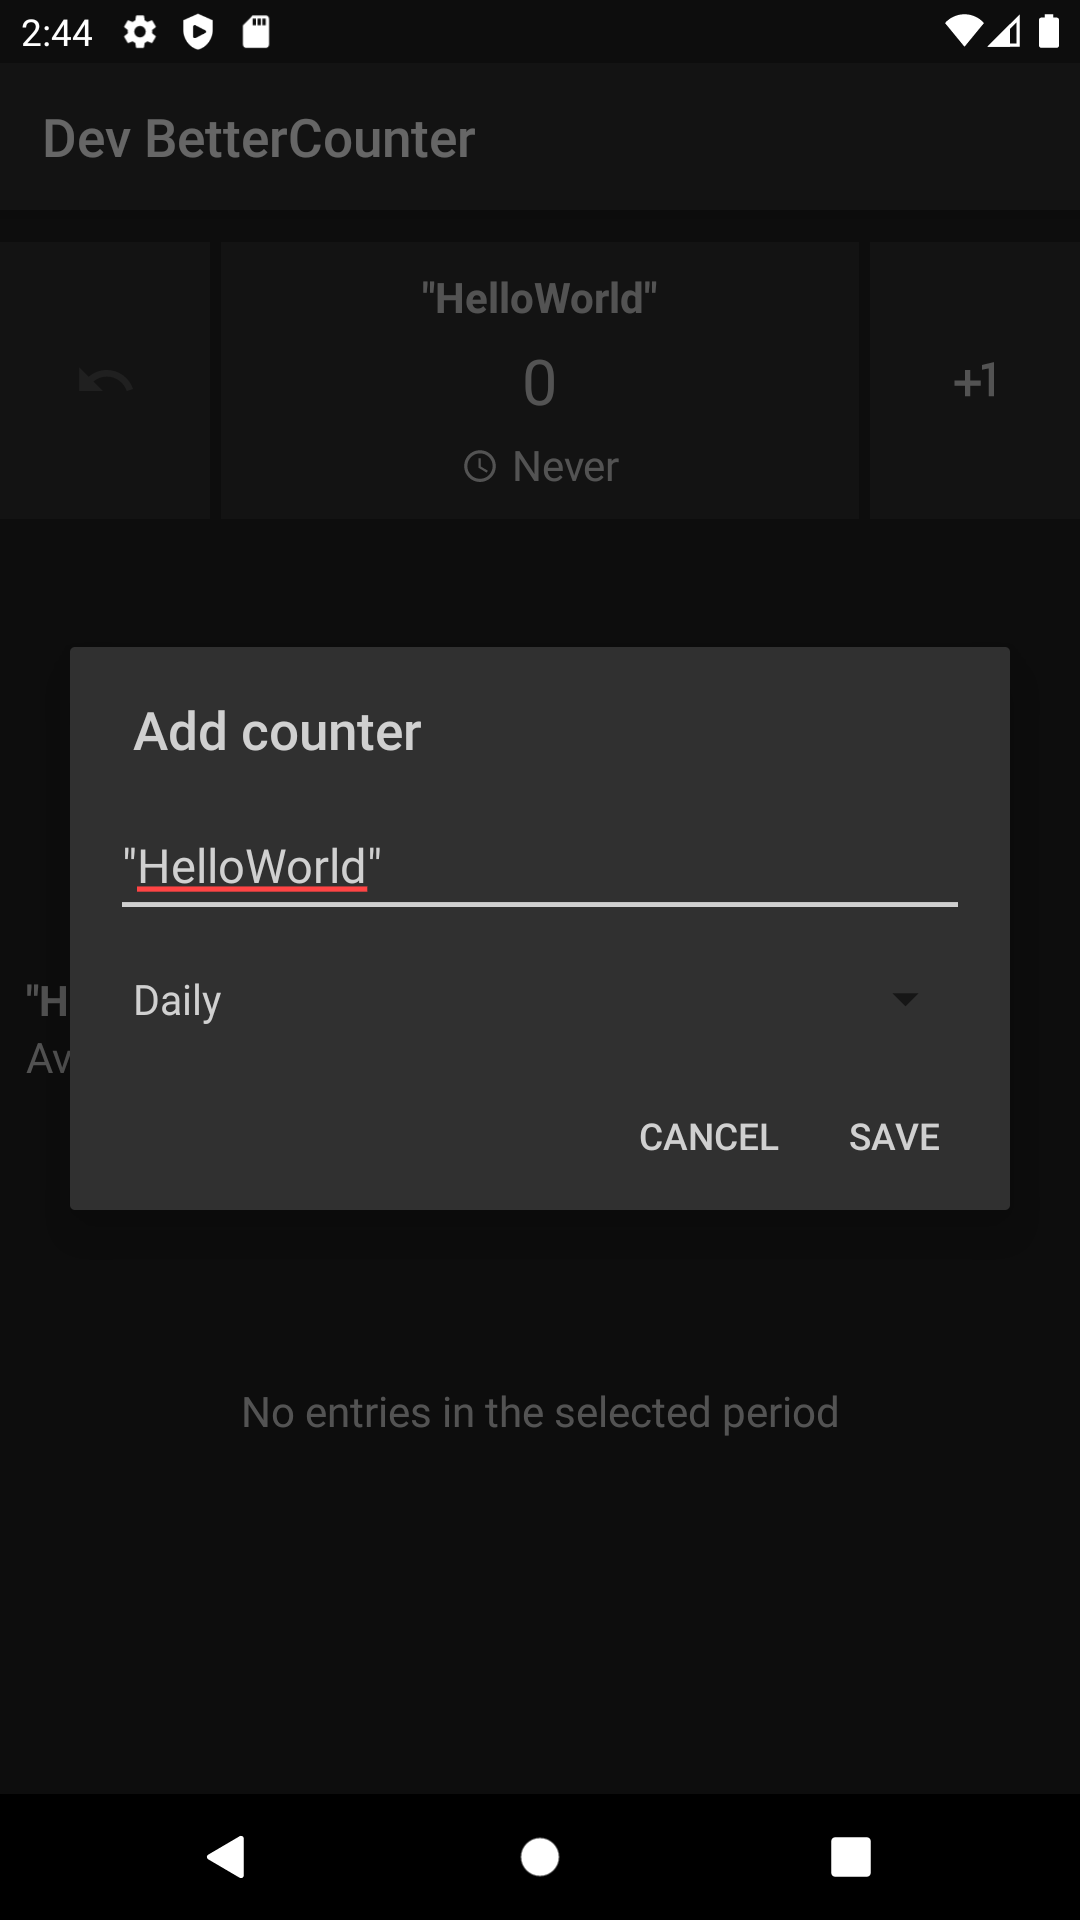 2:44
Dev BetterCounter
"HelloWorld"
0
+1
Never
Add counter
"HelloWorld"
"H
Daily
Av
CANCEL SAVE
No entries in the selected period